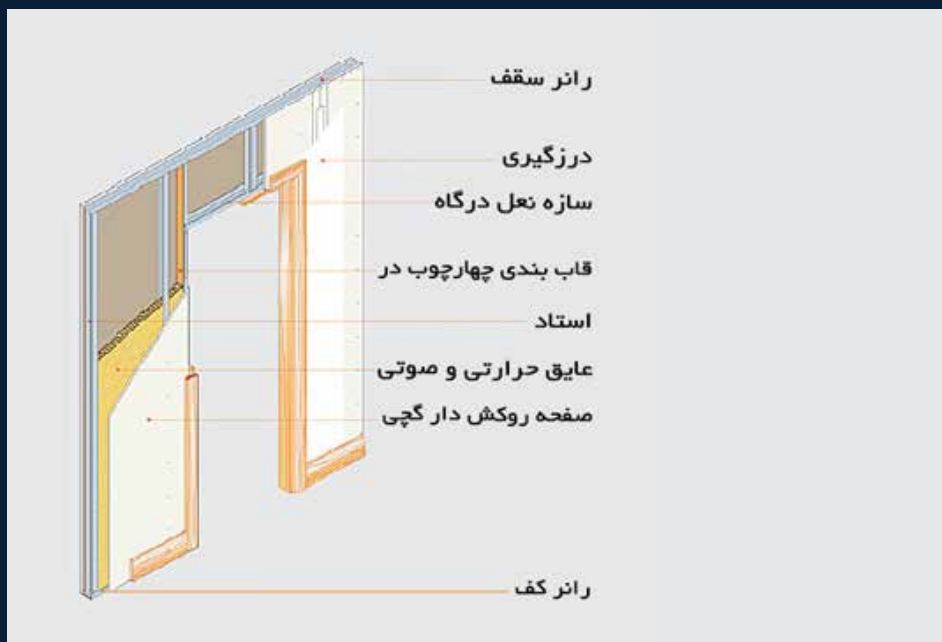 رانر سقف
درزگیری
سازه نعل درگاه
قاب بندی چهارچوب در
استاد
عایق حرارتی و صوتی
صفحه روکش دار گچی
رانر کف